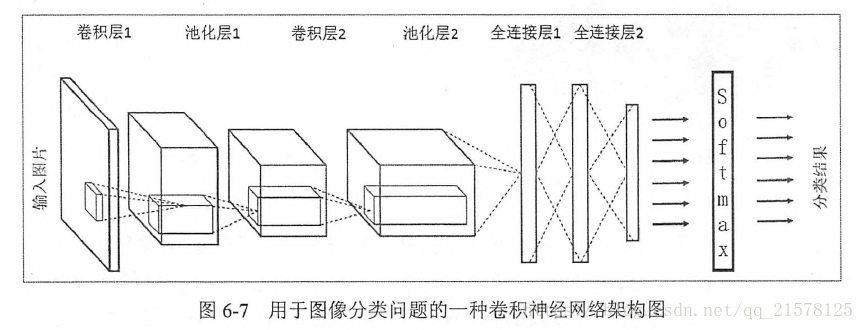 卷积层1 池化层1 卷积层2 池化层2 全连接层1 全连接层2
输入图片
Softmax
分类结果
图 6-7 用于图像分类问题的一种卷积神经网络架构图
sdn.net/qq_21578125